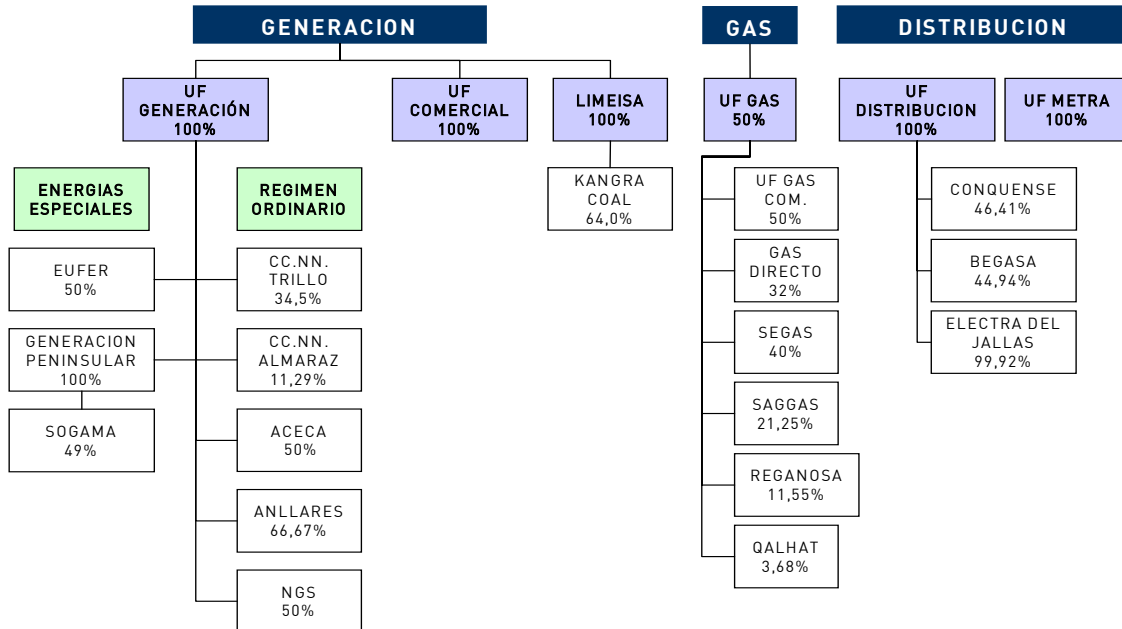 GENERACION
UF
GENERACIÓN
100%
UF
COMERCIAL
100%
LIMEISA
100%
KANGRA
COAL
64,0%
ENERGIAS
ESPECIALES
REGIMEN
ORDINARIO
EUFER
50%
CC.NN.
TRILLO
34,5%
GENERACION
PENINSULAR
100%
CC.NN.
ALMARAZ
11,29%
SOGAMA
49%
ACECA
50%
ANLLARES
66,67%
NGS
50%
GAS
UF GAS
50%
UF GAS
COM.
50%
GAS
DIRECTO
32%
SEGAS
40%
SAGGAS
21,25%
REGANOSA
11,55%
QALHAT
3,68%
DISTRIBUCION
UF
DISTRIBUCION
100%
UF METRA
100%
CONQUENSE
46,41%
BEGASA
44,94%
ELECTRA DEL
JALLAS
99,92%